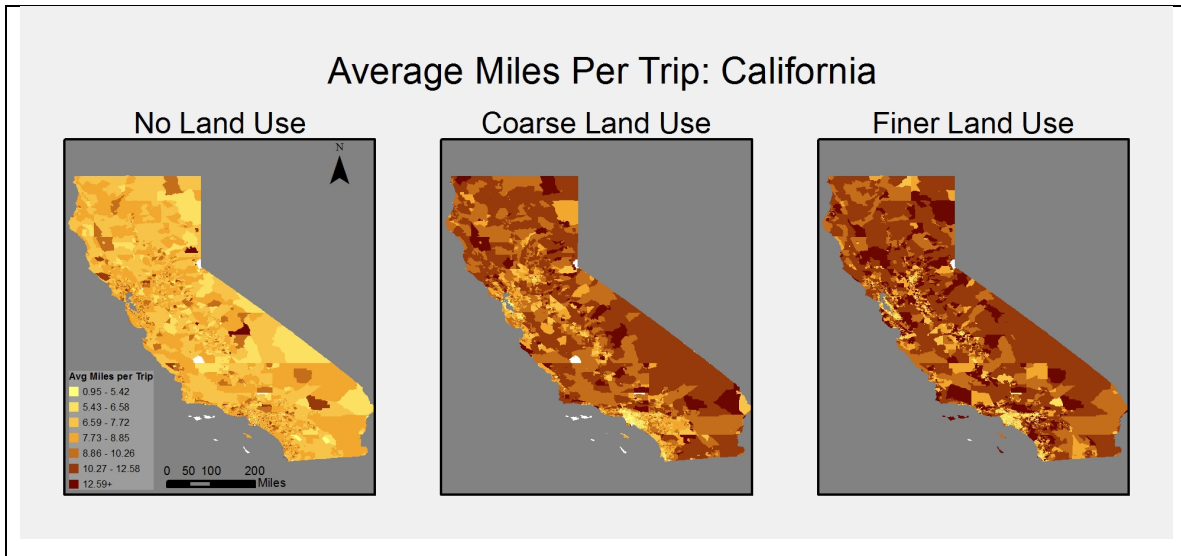 Average Miles Per Trip: California
No Land Use
Coarse Land Use
Finer Land Use
N
Avg Miles per Trip
0.95 - 5.42
5.43 - 6.58
6.59 - 7.72
7.73 - 8.85
8.86 - 10.26
10.27 - 12.58
12.59+
0 50 100 200
Miles